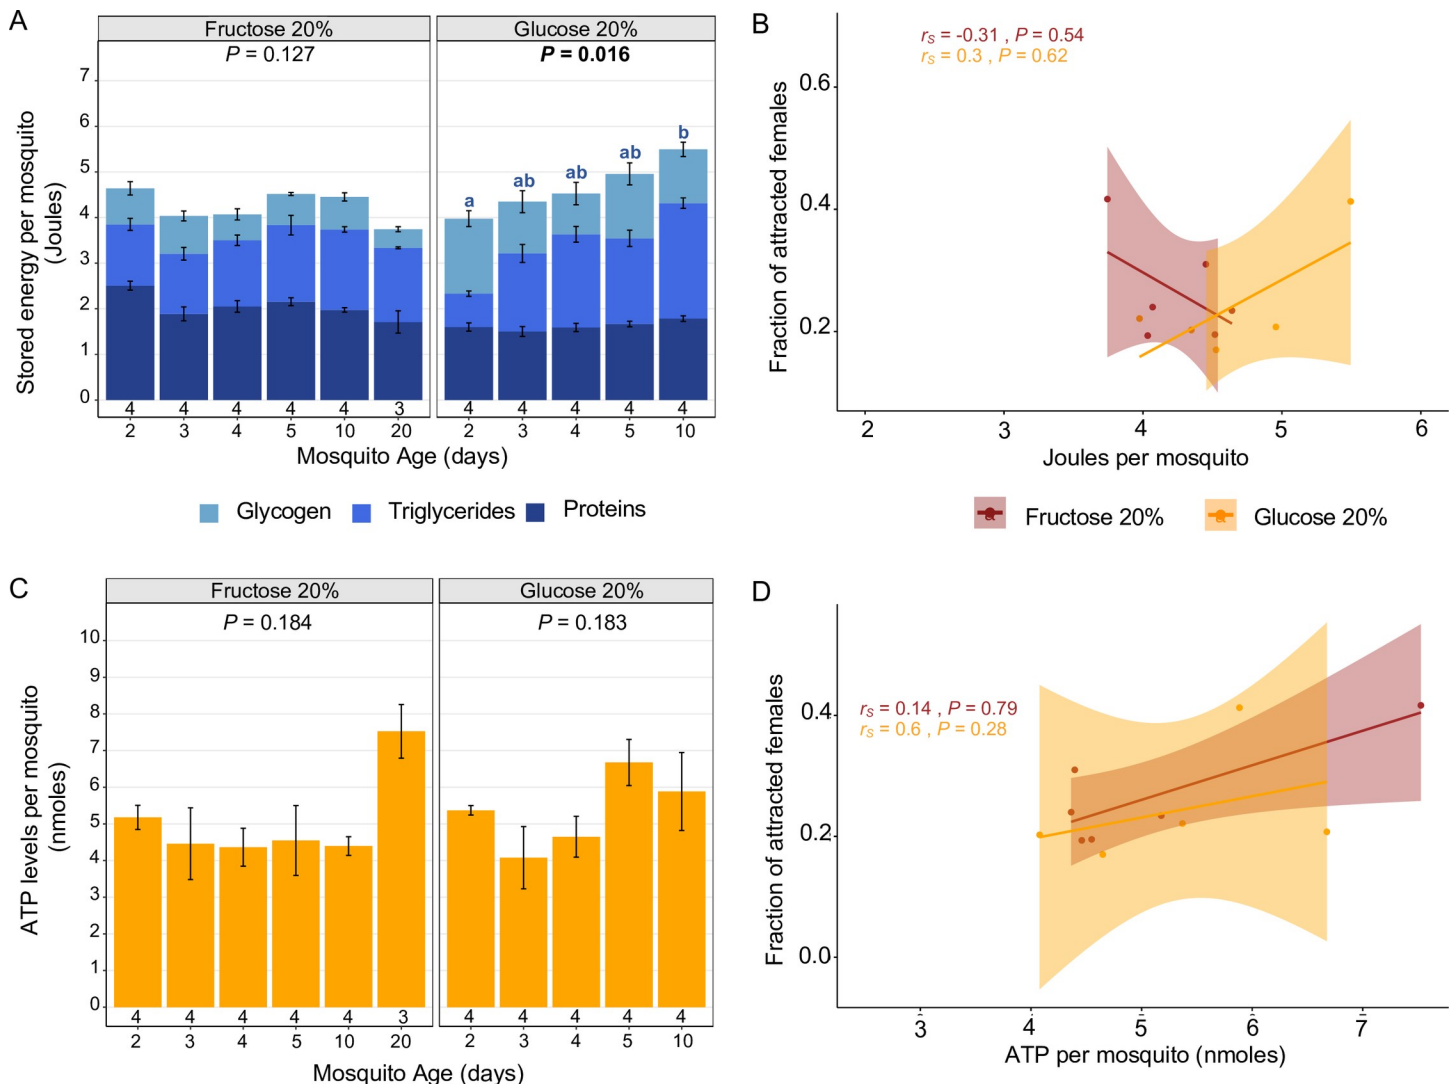 A
Fructose 20%
Glucose 20%
P = 0.127
P = 0.016
7
6
5
4
3
2
1
0
Stored energy per mosquito
(Joules)
a
ab
ab
ab
b
4 4 4 4 4 3
4 4 4 4 4
2 3 4 5 10 20
2 3 4 5 10
Mosquito Age (days)
Glycogen
Triglycerides
Proteins
B
rS = -0.31 , P = 0.54
rS = 0.3 , P = 0.62
0.6
0.4
0.2
Fraction of attracted females
2 3 4 5 6
Joules per mosquito
Fructose 20%
Glucose 20%
C
Fructose 20%
Glucose 20%
P = 0.184
P = 0.183
10
9
8
7
6
5
4
3
2
1
0
ATP levels per mosquito
(nmoles)
4 4 4 4 4 3
4 4 4 4 4
2 3 4 5 10 20
2 3 4 5 10
Mosquito Age (days)
D
rS = 0.14 , P = 0.79
rS = 0.6 , P = 0.28
0.4
0.2
0.0
Fraction of attracted females
3 4 5 6 7
ATP per mosquito (nmoles)